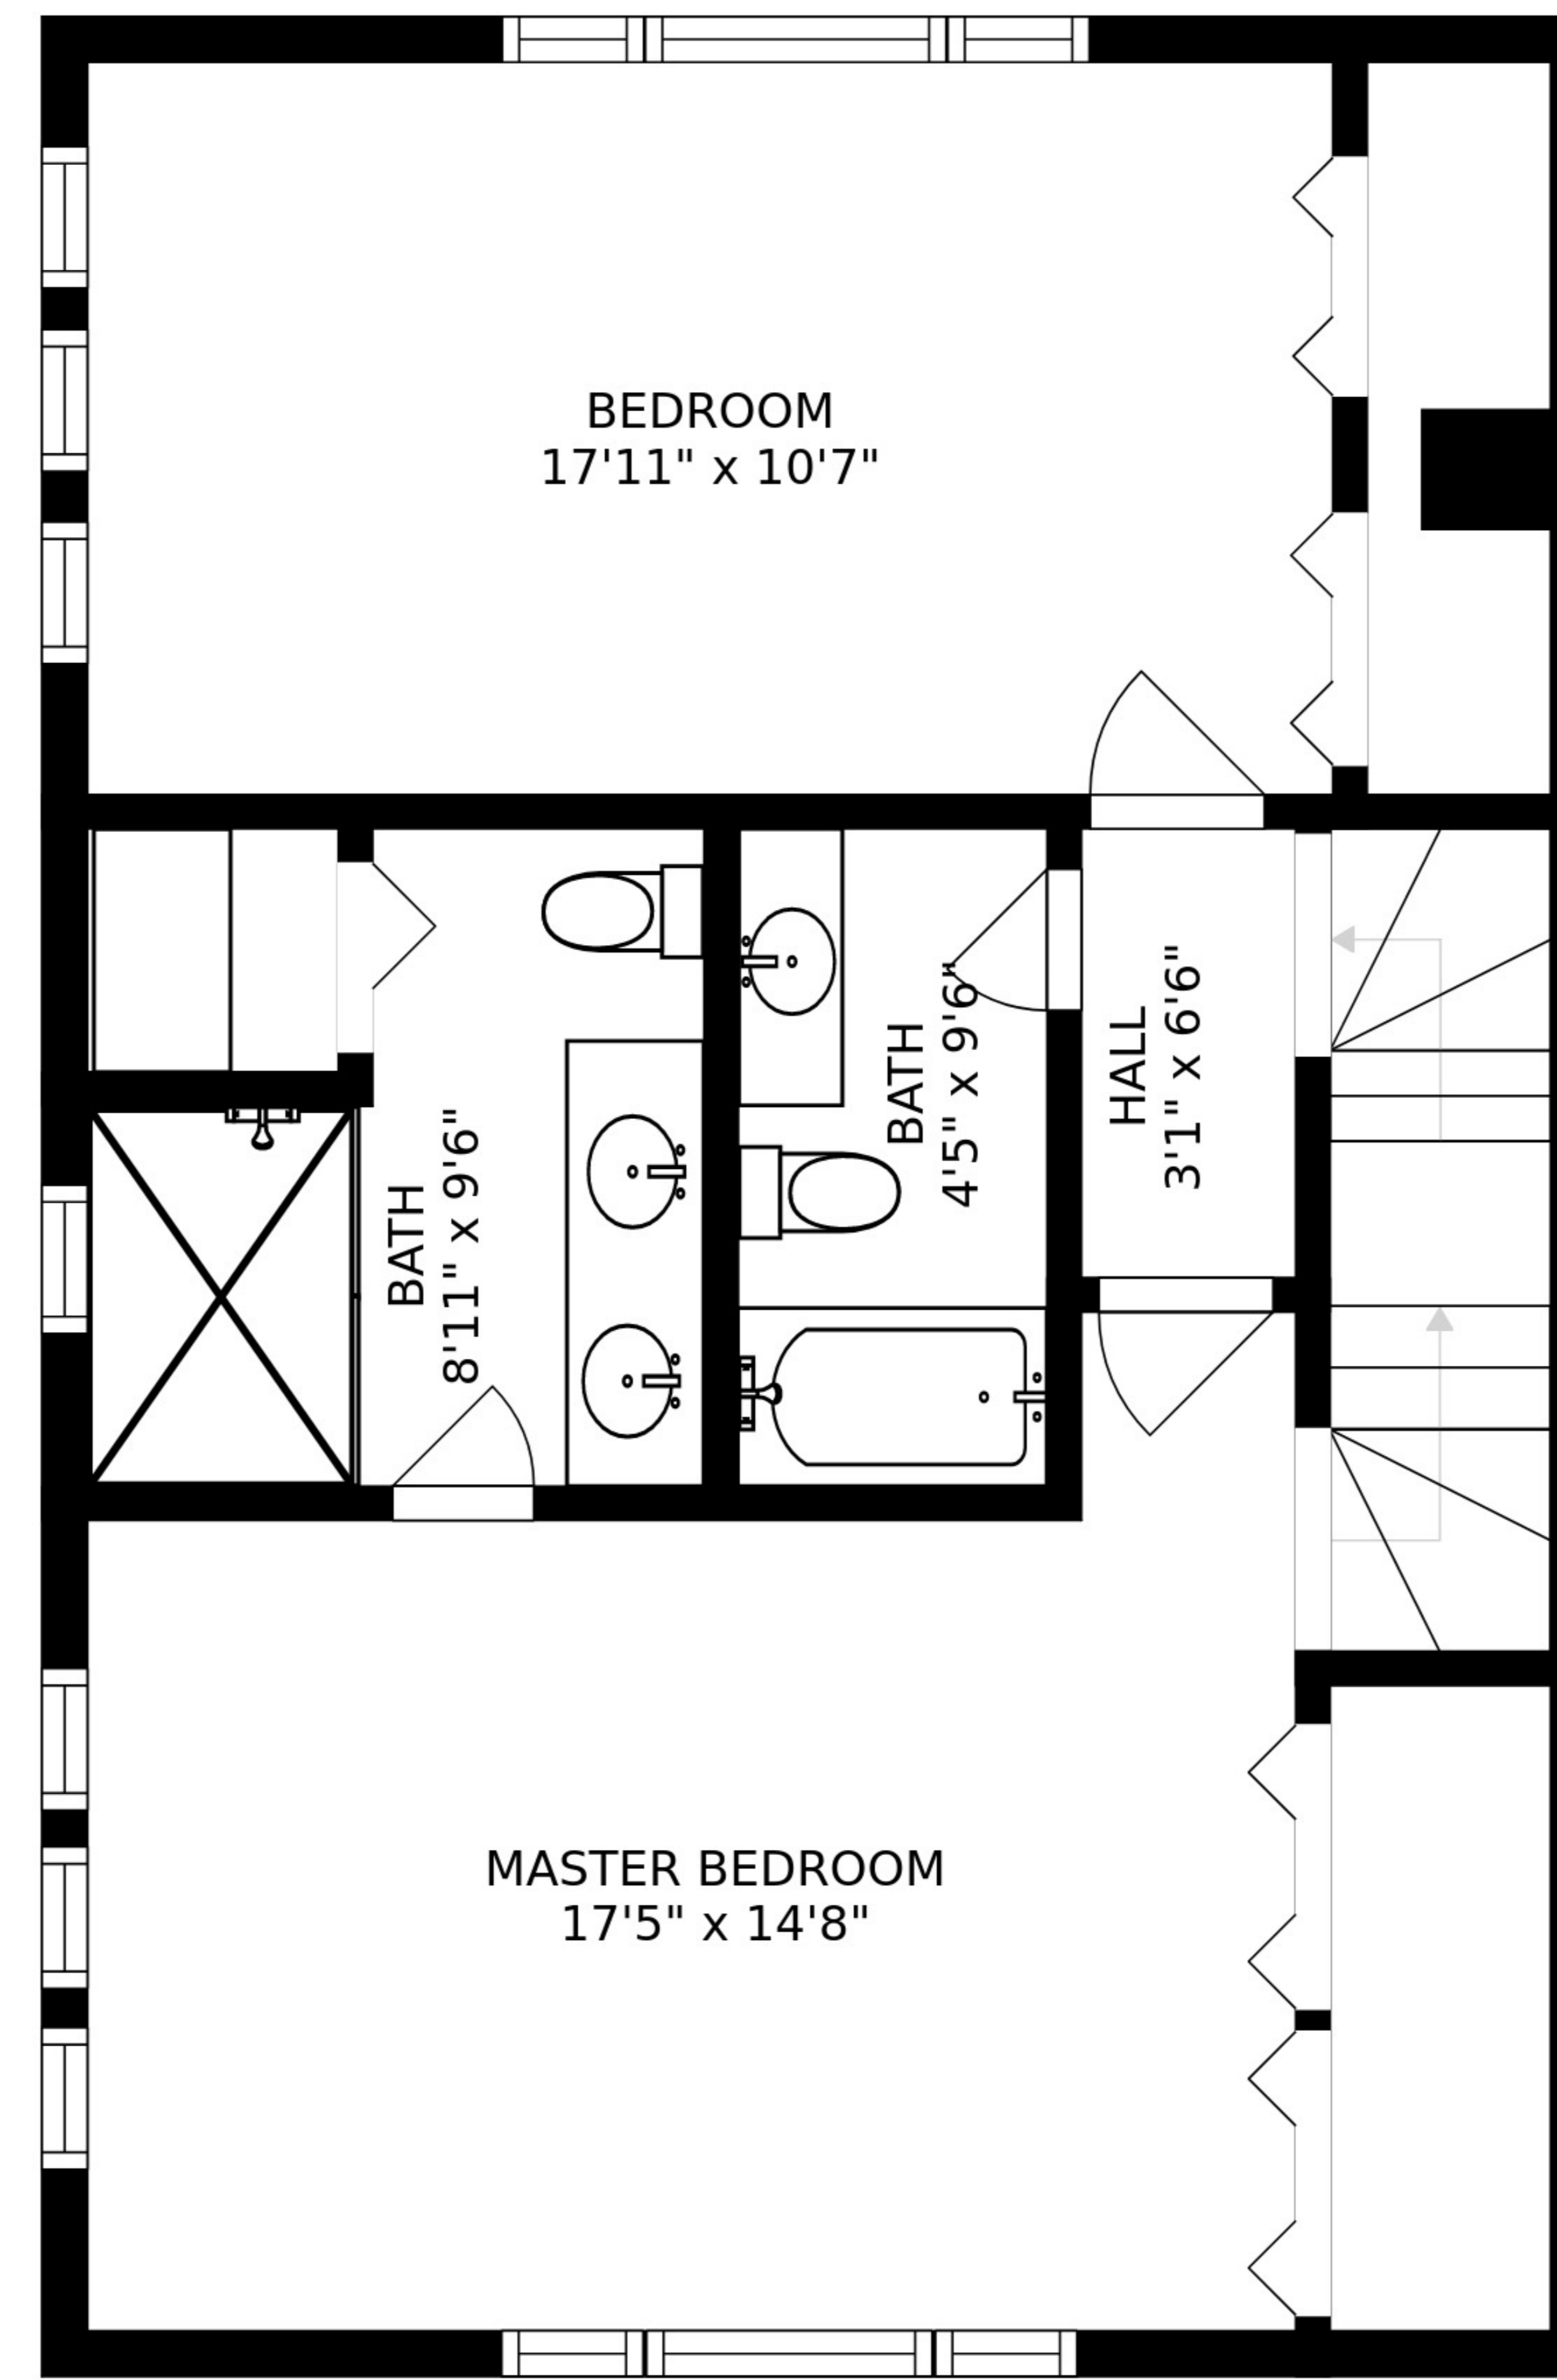 BEDROOM
17'11" x 10'7"
BATH
8'11" x 9'6"
BATH
4'5" x 9'6"
HALL
3'1" x 6'6"
MASTER BEDROOM
17'5" x 14'8"